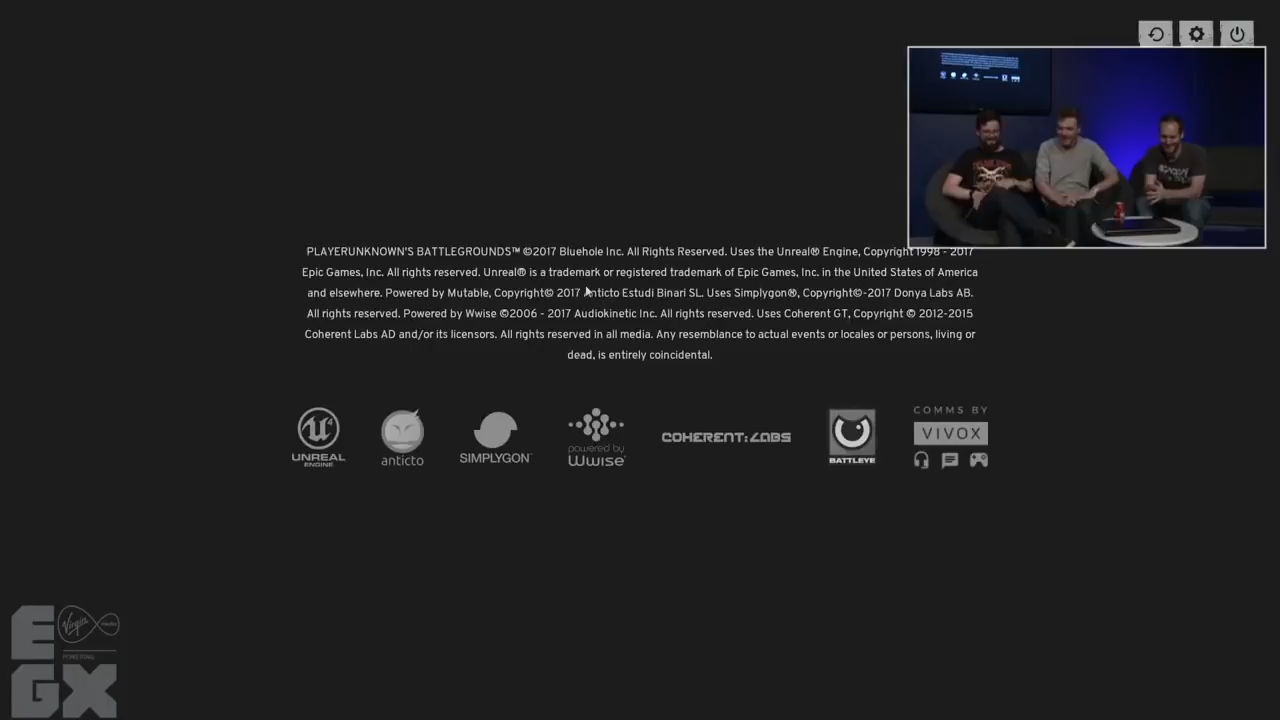 PLAYERUNKNOWN'S BATTLEGROUNDS™ ©2017 Bluehole Inc. All Rights Reserved. Uses the Unreal® Engine, Copyright 1998 - 2017
Epic Games, Inc. All rights reserved. Unreal® is a trademark or registered trademark of Epic Games, Inc. in the United States of America
and elsewhere. Powered by Mutable, Copyright© 2017 Anticto Estudi Binari SL. Uses Simplygon®, Copyright©-2017 Donya Labs AB.
All rights reserved. Powered by Wwise ©2006 - 2017 Audiokinetic Inc. All rights reserved. Uses Coherent GT, Copyright © 2012-2015
Coherent Labs AD and/or its licensors. All rights reserved in all media. Any resemblance to actual events or locales or persons, living or
dead, is entirely coincidental.
UNREAL
ENGINE
anticto
SIMPLYGON
powered by
Wwise
COHERENT:LABS
BATTLEYE
COMMS BY
VIVOX
E
Virgin media
GX